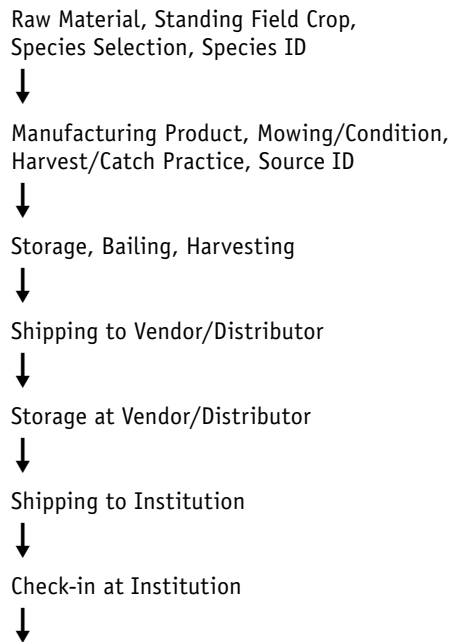 Raw Material, Standing Field Crop,
Species Selection, Species ID
Manufacturing Product, Mowing/Condition,
Harvest/Catch Practice, Source ID
Storage, Bailing, Harvesting
Shipping to Vendor/Distributor
Storage at Vendor/Distributor
Shipping to Institution
Check-in at Institution